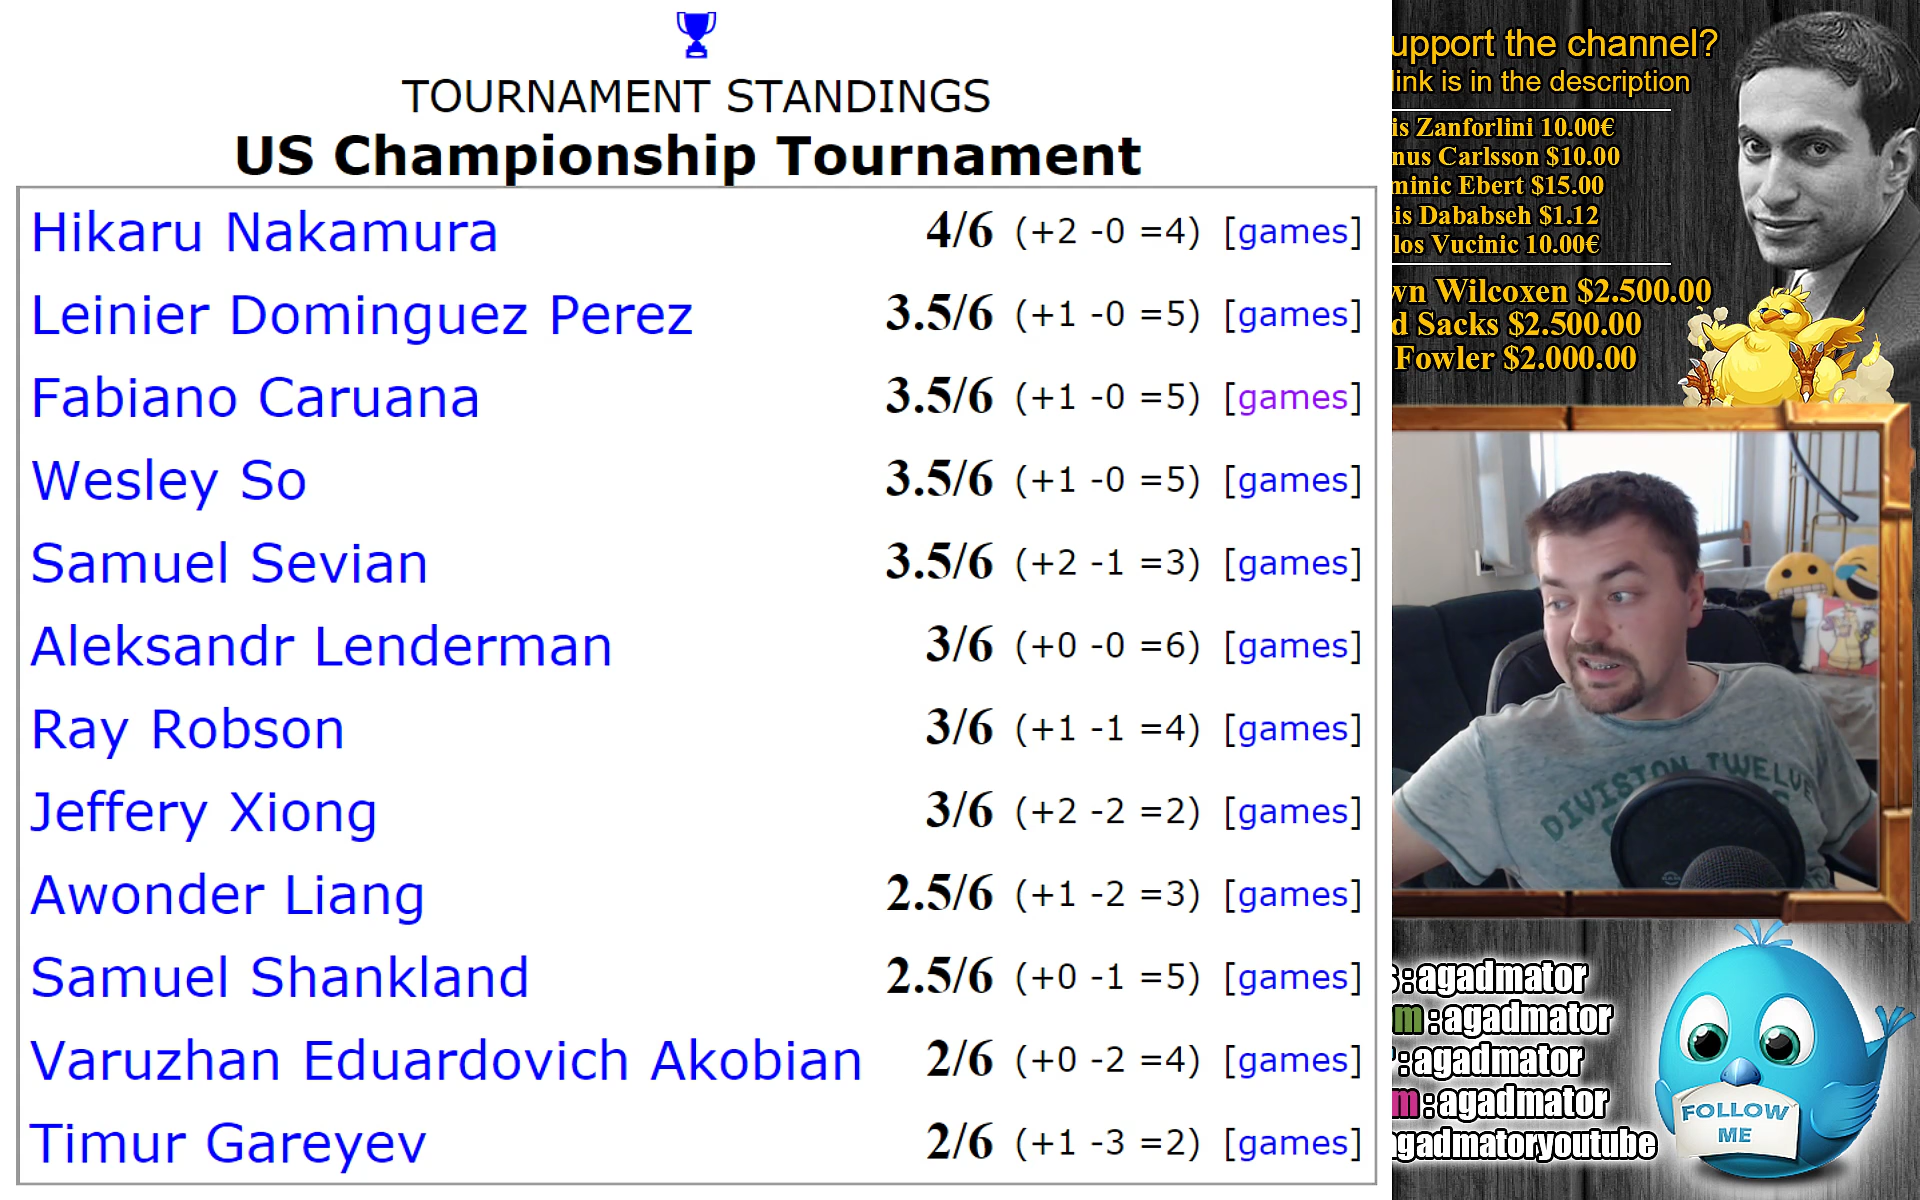 TOURNAMENT STANDINGS
US Championship Tournament
Hikaru Nakamura 4/6 (+2 -0 =4) [games]
Leinier Dominguez Perez 3.5/6 (+1 -0 =5) [games]
Fabiano Caruana 3.5/6 (+1 -0 =5) [games]
Wesley So 3.5/6 (+1 -0 =5) [games]
Samuel Sevian 3.5/6 (+2 -1 =3) [games]
Aleksandr Lenderman 3/6 (+0 -0 =6) [games]
Ray Robson 3/6 (+1 -1 =4) [games]
Jeffery Xiong 3/6 (+2 -2 =2) [games]
Awonder Liang 2.5/6 (+1 -2 =3) [games]
Samuel Shankland 2.5/6 (+0 -1 =5) [games]
Varuzhan Eduardovich Akobian 2/6 (+0 -2 =4) [games]
Timur Gareyev 2/6 (+1 -3 =2) [games]
upport the channel?
link is in the description
is Zanforlini 10.00€
nus Carlsson $10.00
minic Ebert $15.00
is Dababseh $1.12
los Vucinic 10.00€
wn Wilcoxen $2.500.00
d Sacks $2.500.00
Fowler $2.000.00
DIVISION TWELVE
s:agadmator
m:agadmator
:agadmator
m:agadmator
agadmatoryoutube
FOLLOW
ME